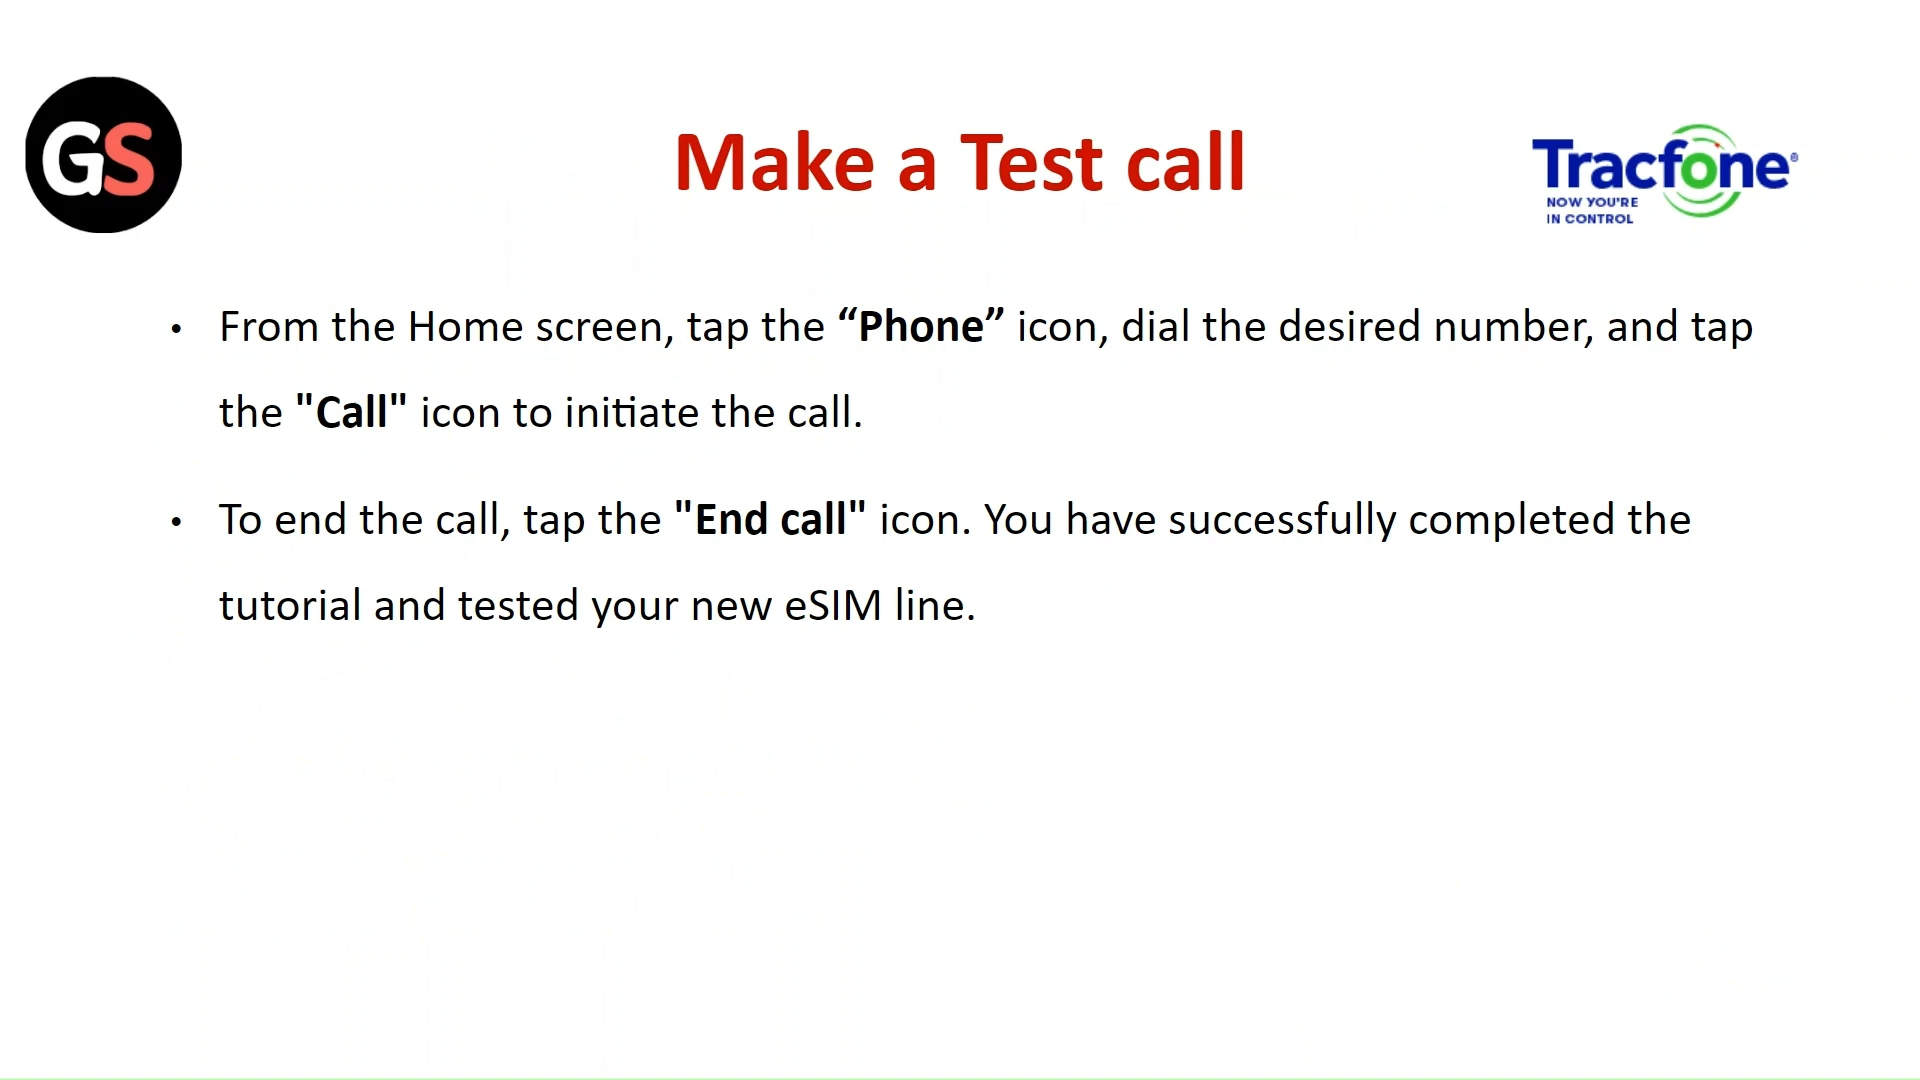 GS
Make a Test call
Tracfone®
NOW YOU'RE
IN CONTROL
• From the Home screen, tap the “Phone” icon, dial the desired number, and tap
the "Call" icon to initiate the call.
• To end the call, tap the "End call" icon. You have successfully completed the
tutorial and tested your new eSIM line.